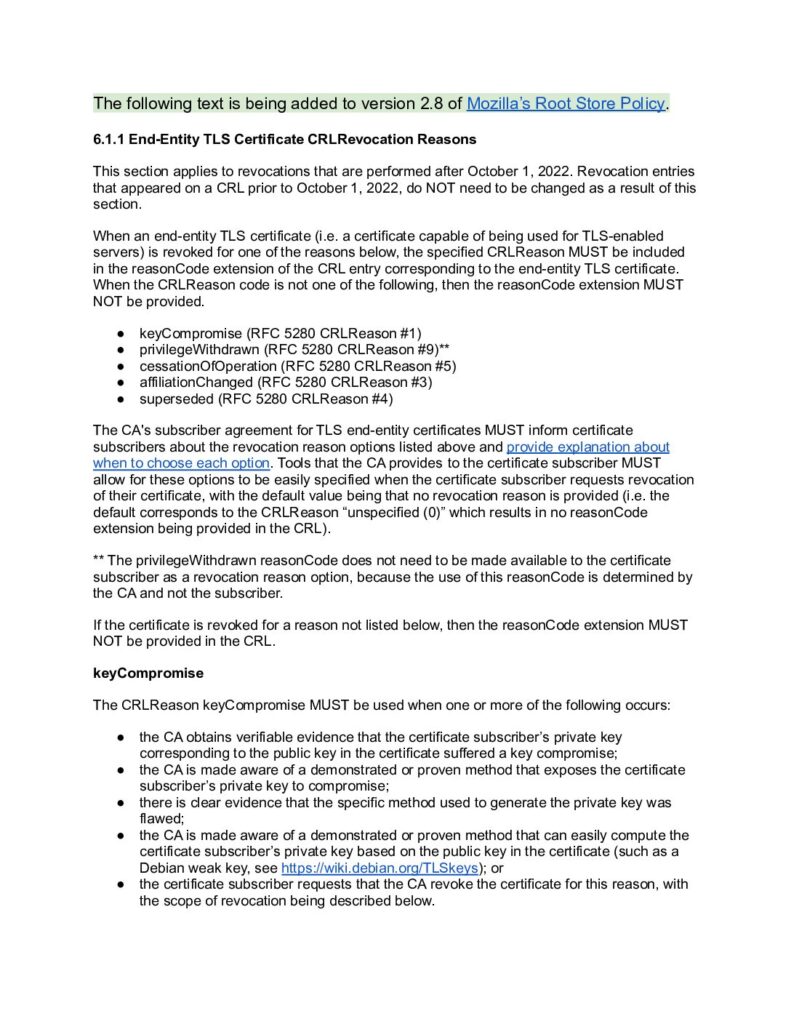 The following text is being added to version 2.8 of Mozilla’s Root Store Policy.
6.1.1 End-Entity TLS Certificate CRLRevocation Reasons
This section applies to revocations that are performed after October 1, 2022. Revocation entries
that appeared on a CRL prior to October 1, 2022, do NOT need to be changed as a result of this
section.
When an end-entity TLS certificate (i.e. a certificate capable of being used for TLS-enabled
servers) is revoked for one of the reasons below, the specified CRLReason MUST be included
in the reasonCode extension of the CRL entry corresponding to the end-entity TLS certificate.
When the CRLReason code is not one of the following, then the reasonCode extension MUST
NOT be provided.
● keyCompromise (RFC 5280 CRLReason #1)
● privilegeWithdrawn (RFC 5280 CRLReason #9)**
● cessationOfOperation (RFC 5280 CRLReason #5)
● affiliationChanged (RFC 5280 CRLReason #3)
● superseded (RFC 5280 CRLReason #4)
The CA's subscriber agreement for TLS end-entity certificates MUST inform certificate
subscribers about the revocation reason options listed above and provide explanation about
when to choose each option. Tools that the CA provides to the certificate subscriber MUST
allow for these options to be easily specified when the certificate subscriber requests revocation
of their certificate, with the default value being that no revocation reason is provided (i.e. the
default corresponds to the CRLReason “unspecified (0)” which results in no reasonCode
extension being provided in the CRL).
** The privilegeWithdrawn reasonCode does not need to be made available to the certificate
subscriber as a revocation reason option, because the use of this reasonCode is determined by
the CA and not the subscriber.
If the certificate is revoked for a reason not listed below, then the reasonCode extension MUST
NOT be provided in the CRL.
keyCompromise
The CRLReason keyCompromise MUST be used when one or more of the following occurs:
● the CA obtains verifiable evidence that the certificate subscriber’s private key
corresponding to the public key in the certificate suffered a key compromise;
● the CA is made aware of a demonstrated or proven method that exposes the certificate
subscriber’s private key to compromise;
● there is clear evidence that the specific method used to generate the private key was
flawed;
● the CA is made aware of a demonstrated or proven method that can easily compute the
certificate subscriber’s private key based on the public key in the certificate (such as a
Debian weak key, see https://wiki.debian.org/TLSkeys); or
● the certificate subscriber requests that the CA revoke the certificate for this reason, with
the scope of revocation being described below.